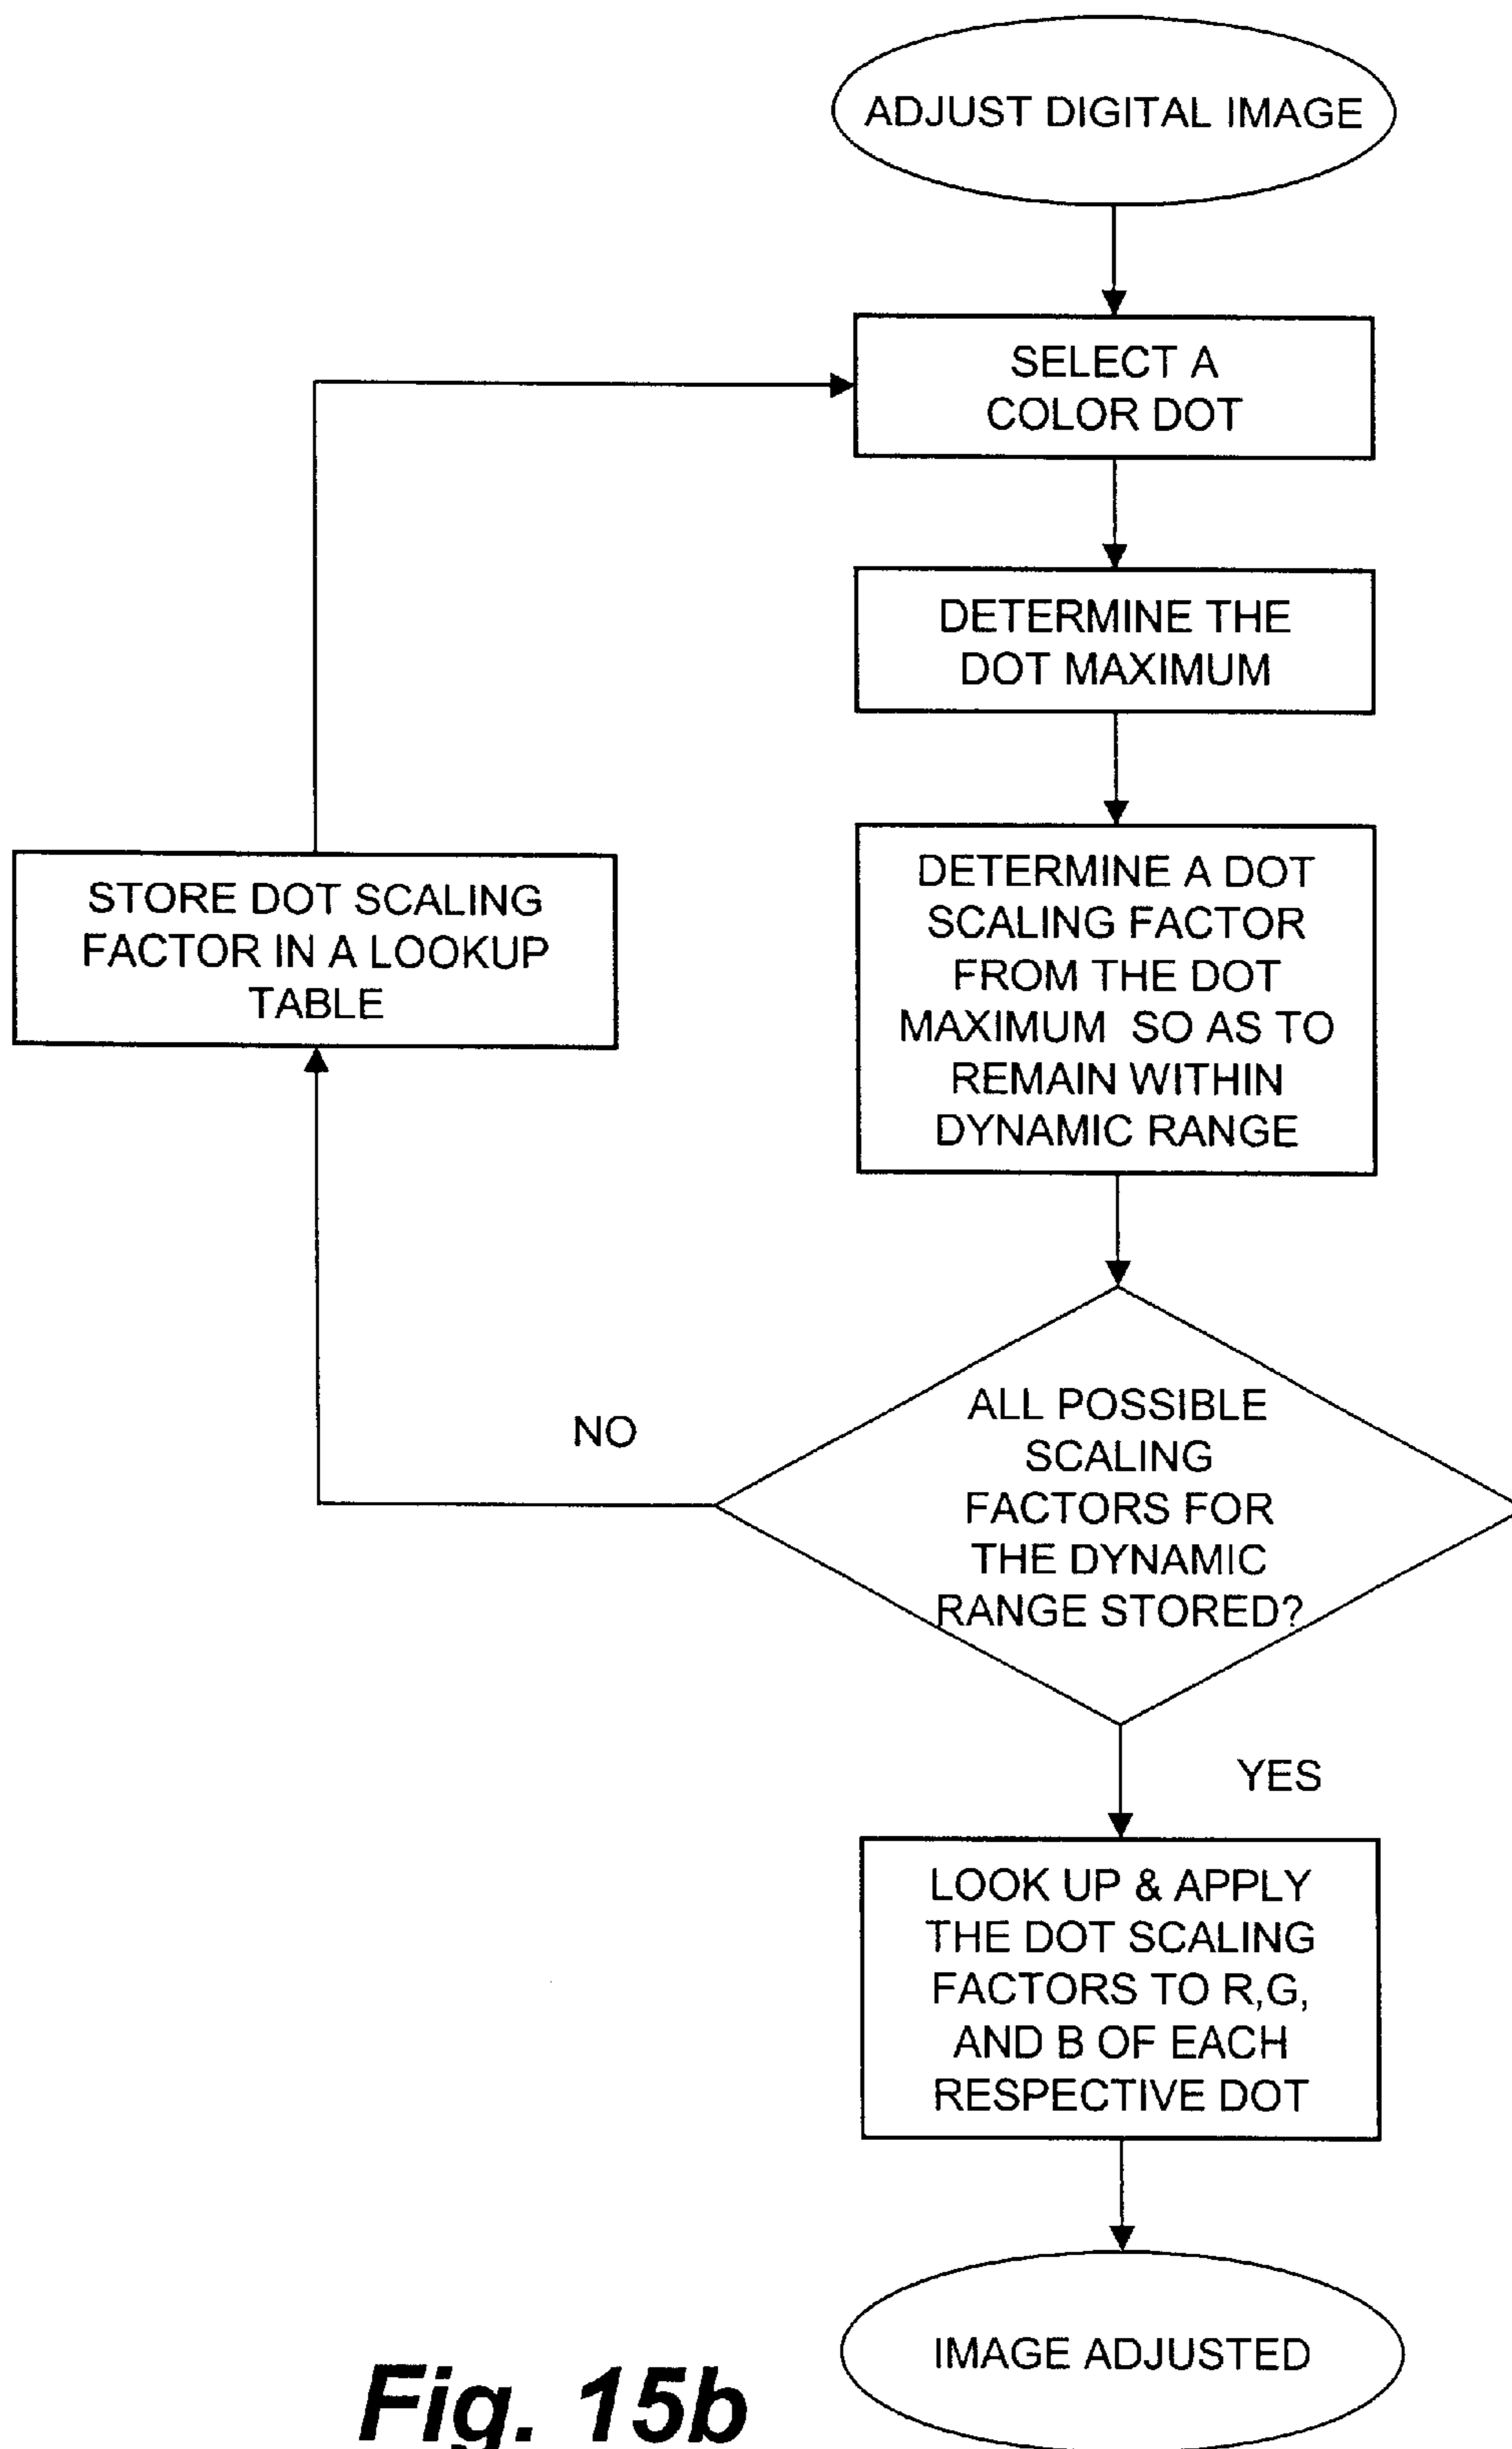 ADJUST DIGITAL IMAGE
SELECT A
COLOR DOT
DETERMINE THE
DOT MAXIMUM
DETERMINE A DOT
SCALING FACTOR
FROM THE DOT
MAXIMUM SO AS TO
REMAIN WITHIN
DYNAMIC RANGE
STORE DOT SCALING
FACTOR IN A LOOKUP
TABLE
ALL POSSIBLE
SCALING
FACTORS FOR
THE DYNAMIC
RANGE STORED?
NO
YES
LOOK UP & APPLY
THE DOT SCALING
FACTORS TO R,G,
AND B OF EACH
RESPECTIVE DOT
IMAGE ADJUSTED
Fig. 15b